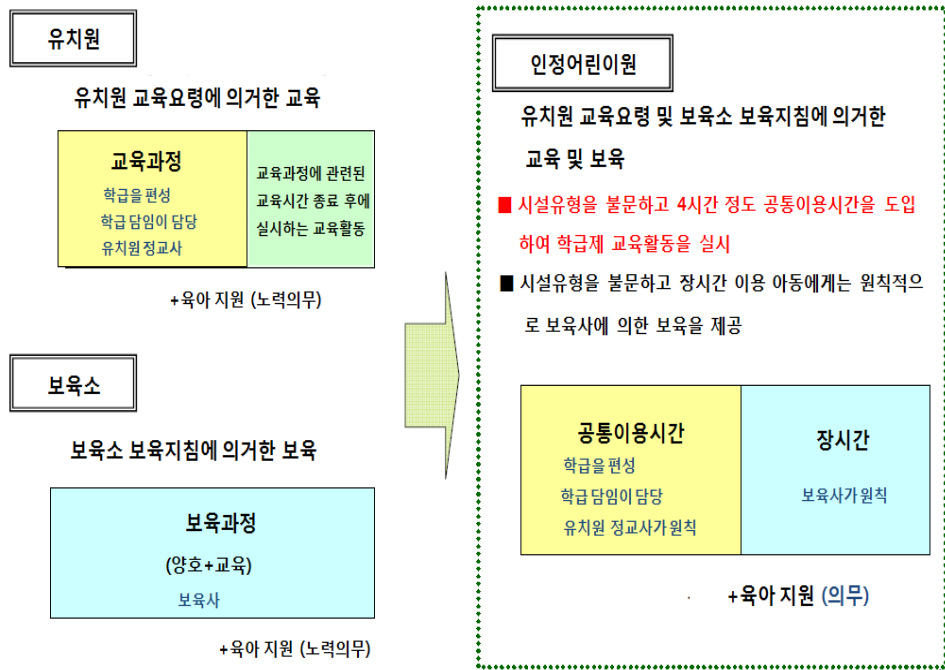 유치원
유치원 교육요령에 의거한 교육
교육과정
학급을 편성
학급 담임이 담당
유치원 정교사
교육과정에 관련된
교육시간 종료 후에
실시하는 교육활동
+육아 지원 (노력의무)
보육소
보육소 보육지침에 의거한 보육
보육과정
(양호+교육)
보육사
+육아 지원 (노력의무)
인정어린이원
유치원 교육요령 및 보육소 보육지침에 의거한
교육 및 보육
■ 시설유형을 불문하고 4시간 정도 공통이용시간을 도입
하여 학급제 교육활동을 실시
■ 시설유형을 불문하고 장시간 이용 아동에게는 원칙적으
로 보육사에 의한 보육을 제공
공통이용시간
학급을 편성
학급 담임이 담당
유치원 정교사가 원칙
장시간
보육사가 원칙
+육아 지원 (의무)